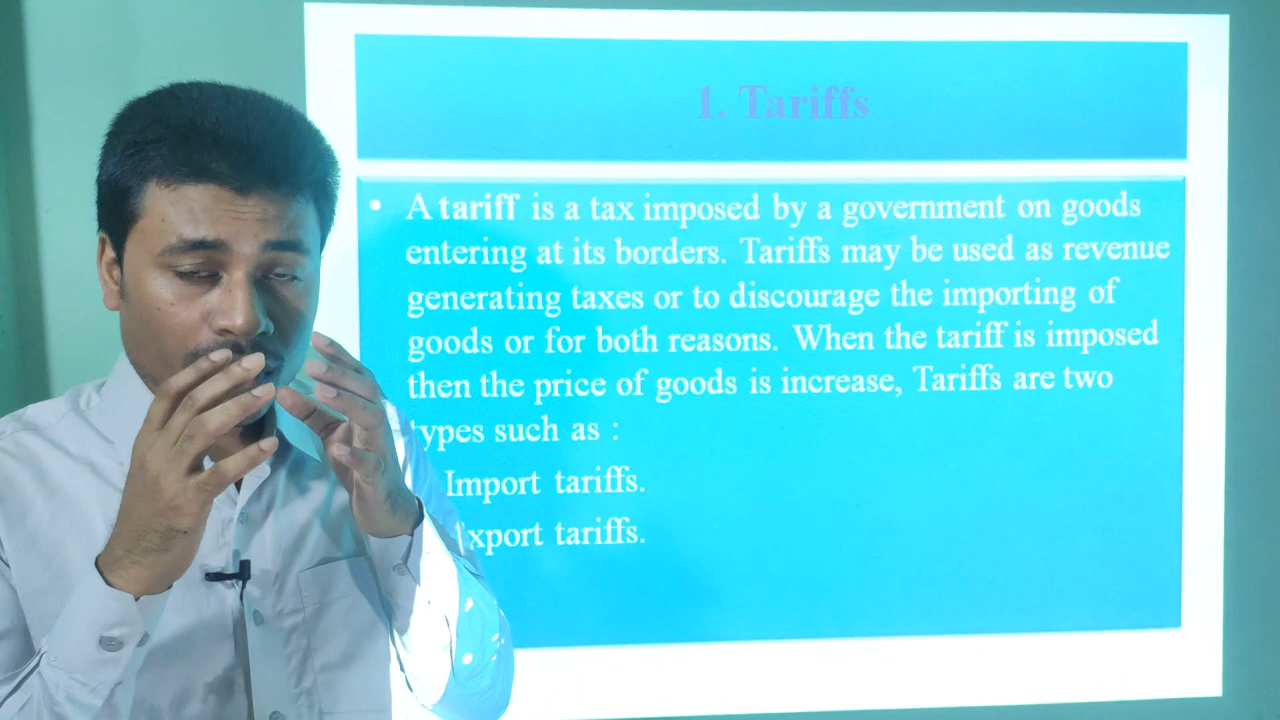 1. Tariffs
• A tariff is a tax imposed by a government on goods
entering at its borders. Tariffs may be used as revenue
generating taxes or to discourage the importing of
goods or for both reasons. When the tariff is imposed
then the price of goods is increase, Tariffs are two
ypes such as :
Import tariffs.
xport tariffs.